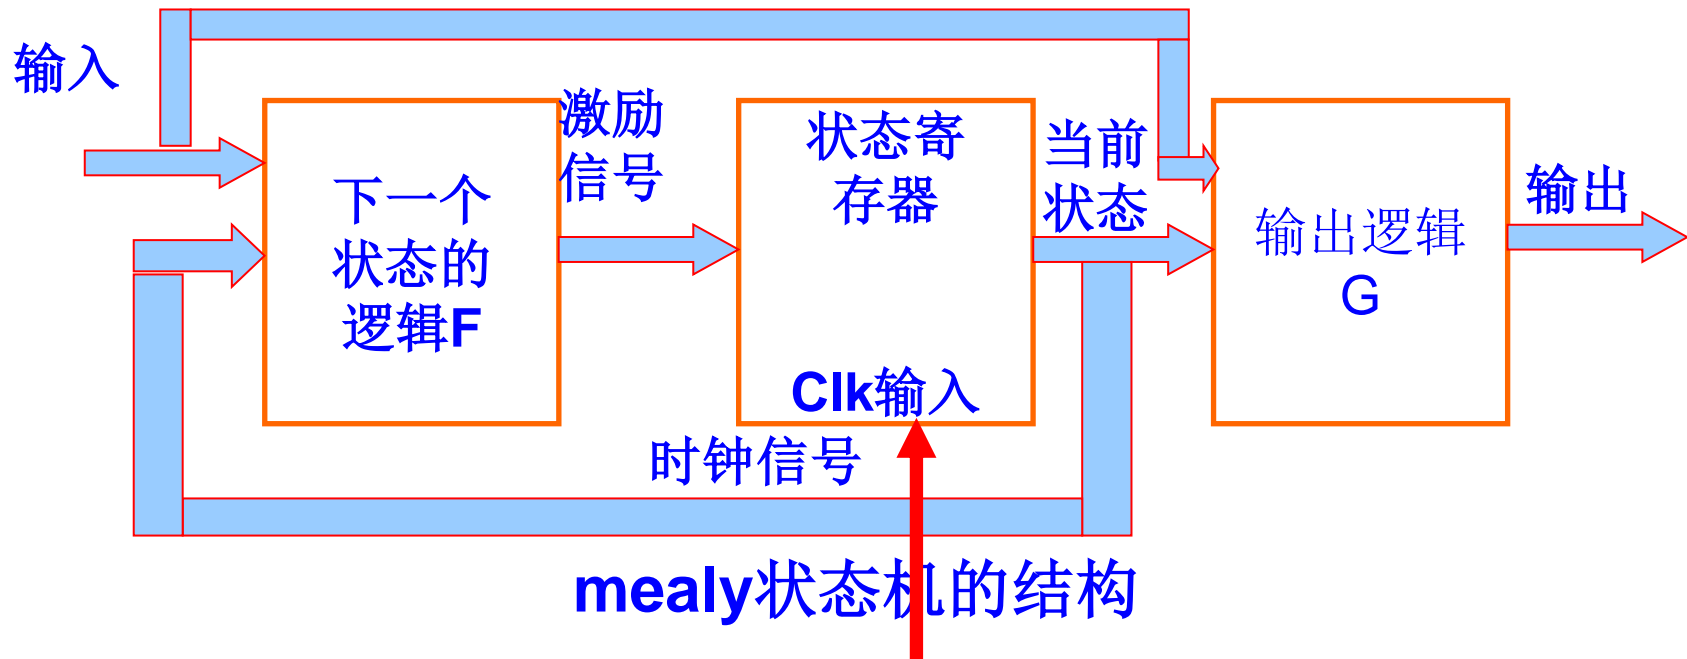 输入
下一个
状态的
逻辑F
激励
信号
状态寄
存器
Clk输入
当前
状态
输出逻辑
G
输出
时钟信号
mealy状态机的结构